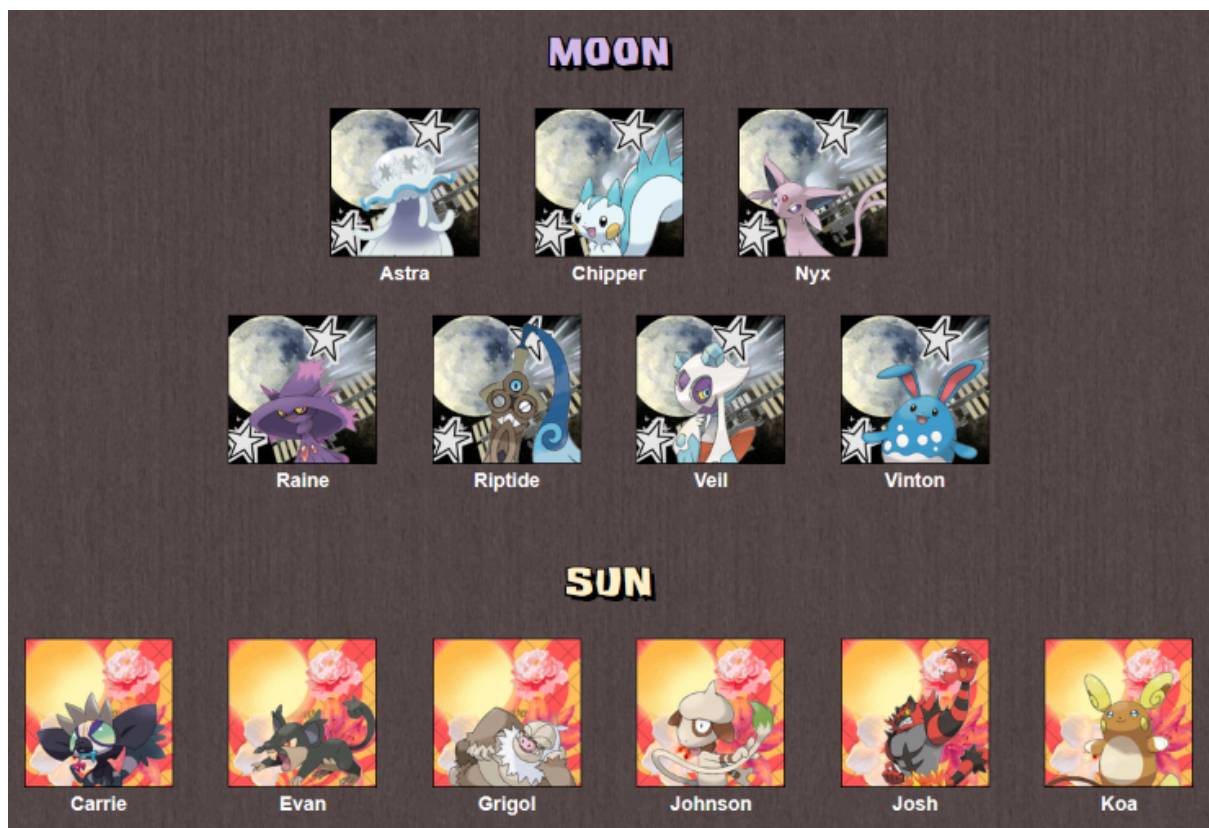 MOON
Astra Chipper Nyx
Raine Riptide Veil Vinton
SUN
Carrie Evan Grigol Johnson Josh Koa